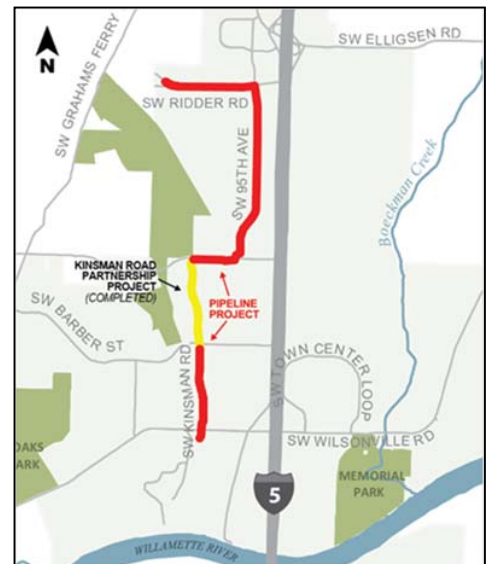 N
SW ELLIGSEN RD
SW GRAHAMS FERRY
SW RIDDER RD
SW 95TH AVE
Boeckman Creek
KINSMAN ROAD
PARTNERSHIP
PROJECT
(COMPLETED)
PIPELINE
PROJECT
SW BARBER ST
SW KINSMAN RD
SW TOWN CENTER LOOP
SW WILSONVILLE RD
OAKS
PARK
MEMORIAL
PARK
5
WILLAMETTE RIVER